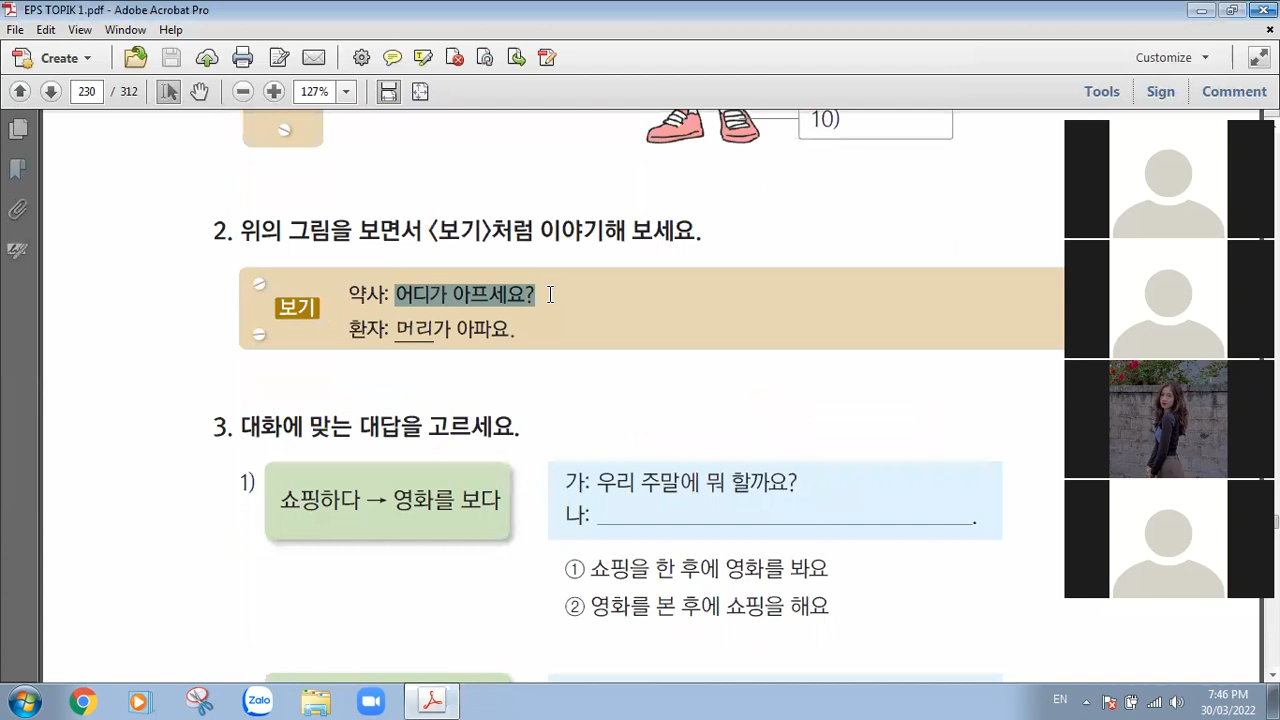 EPS TOPIK 1.pdf - Adobe Acrobat Pro
File Edit View Window Help
Create
Customize
230 / 312
127%
Tools Sign Comment
10)
2. 위의 그림을 보면서 〈보기〉처럼 이야기해 보세요.
보기
약사: 어디가 아프세요?
환자: 머리가 아파요.
3. 대화에 맞는 대답을 고르세요.
1) 쇼핑하다 → 영화를 보다
가: 우리 주말에 뭐 할까요?
나: .
① 쇼핑을 한 후에 영화를 봐요
② 영화를 본 후에 쇼핑을 해요
Zalo
EN
7:46 PM
30/03/2022